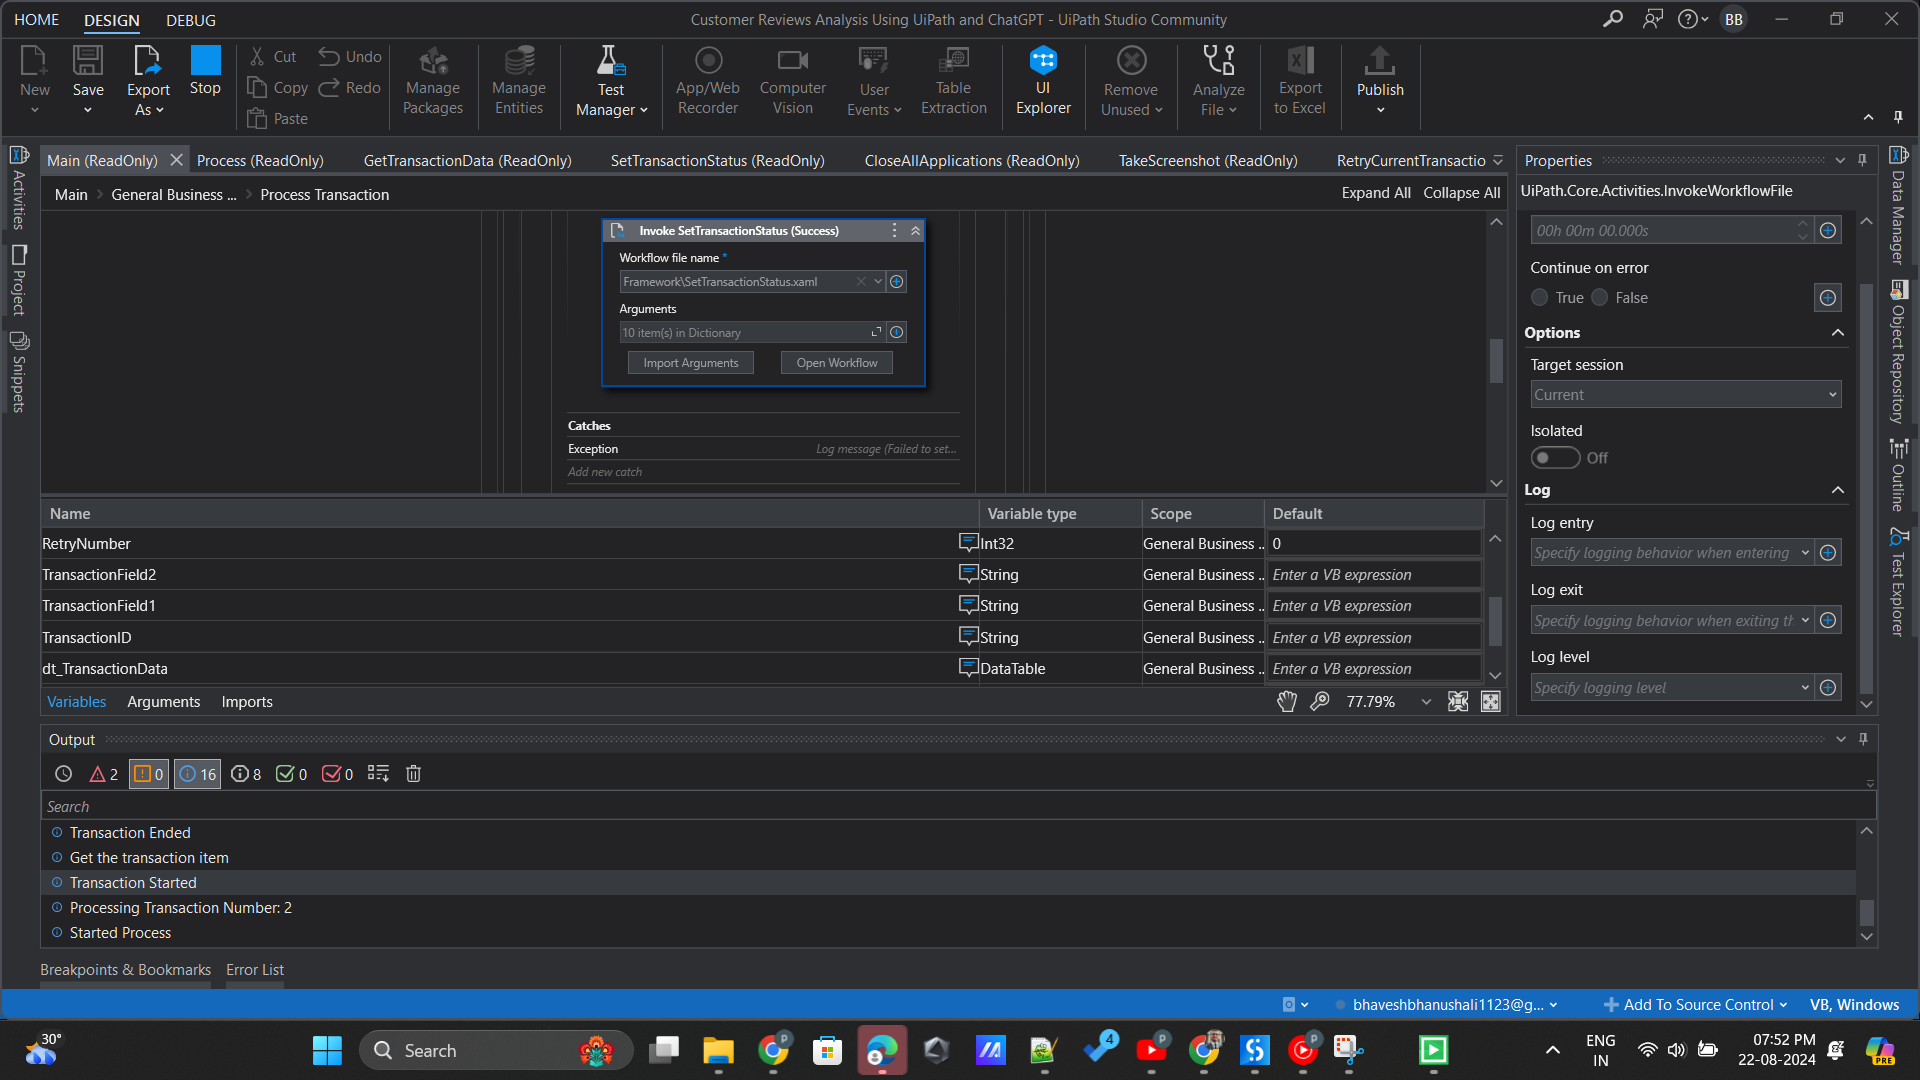 HOME DESIGN DEBUG
Customer Reviews Analysis Using UiPath and ChatGPT - UiPath Studio Community
BB
New
Save
Export As
Stop
Cut
Copy
Paste
Undo
Redo
Manage Packages
Manage Entities
Test Manager
App/Web Recorder
Computer Vision
User Events
Table Extraction
UI Explorer
Remove Unused
Analyze File
Export to Excel
Publish
Activities
Project
Snippets
Main (ReadOnly) Process (ReadOnly) GetTransactionData (ReadOnly) SetTransactionStatus (ReadOnly) CloseAllApplications (ReadOnly) TakeScreenshot (ReadOnly) RetryCurrentTransactio
Main General Business ... Process Transaction
Expand All Collapse All
Invoke SetTransactionStatus (Success)
Workflow file name *
Framework\SetTransactionStatus.xaml
Arguments
10 item(s) in Dictionary
Import Arguments Open Workflow
Catches
Exception Log message (Failed to set...
Add new catch
Name Variable type Scope Default
RetryNumber Int32 General Business .. 0
TransactionField2 String General Business .. Enter a VB expression
TransactionField1 String General Business .. Enter a VB expression
TransactionID String General Business .. Enter a VB expression
dt_TransactionData DataTable General Business .. Enter a VB expression
Variables Arguments Imports
77.79%
Properties
UiPath.Core.Activities.InvokeWorkflowFile
00h 00m 00.000s
Continue on error
True False
Options
Target session
Current
Isolated
Off
Log
Log entry
Specify logging behavior when entering
Log exit
Specify logging behavior when exiting th
Log level
Specify logging level
Data Manager
Object Repository
Outline
Test Explorer
Output
2 0 16 8 0 0
Search
Transaction Ended
Get the transaction item
Transaction Started
Processing Transaction Number: 2
Started Process
Breakpoints & Bookmarks Error List
bhaveshbhanushali1123@g... Add To Source Control VB, Windows
30°
Search
4
P
P
P
ENG
IN
07:52 PM
22-08-2024
PRE